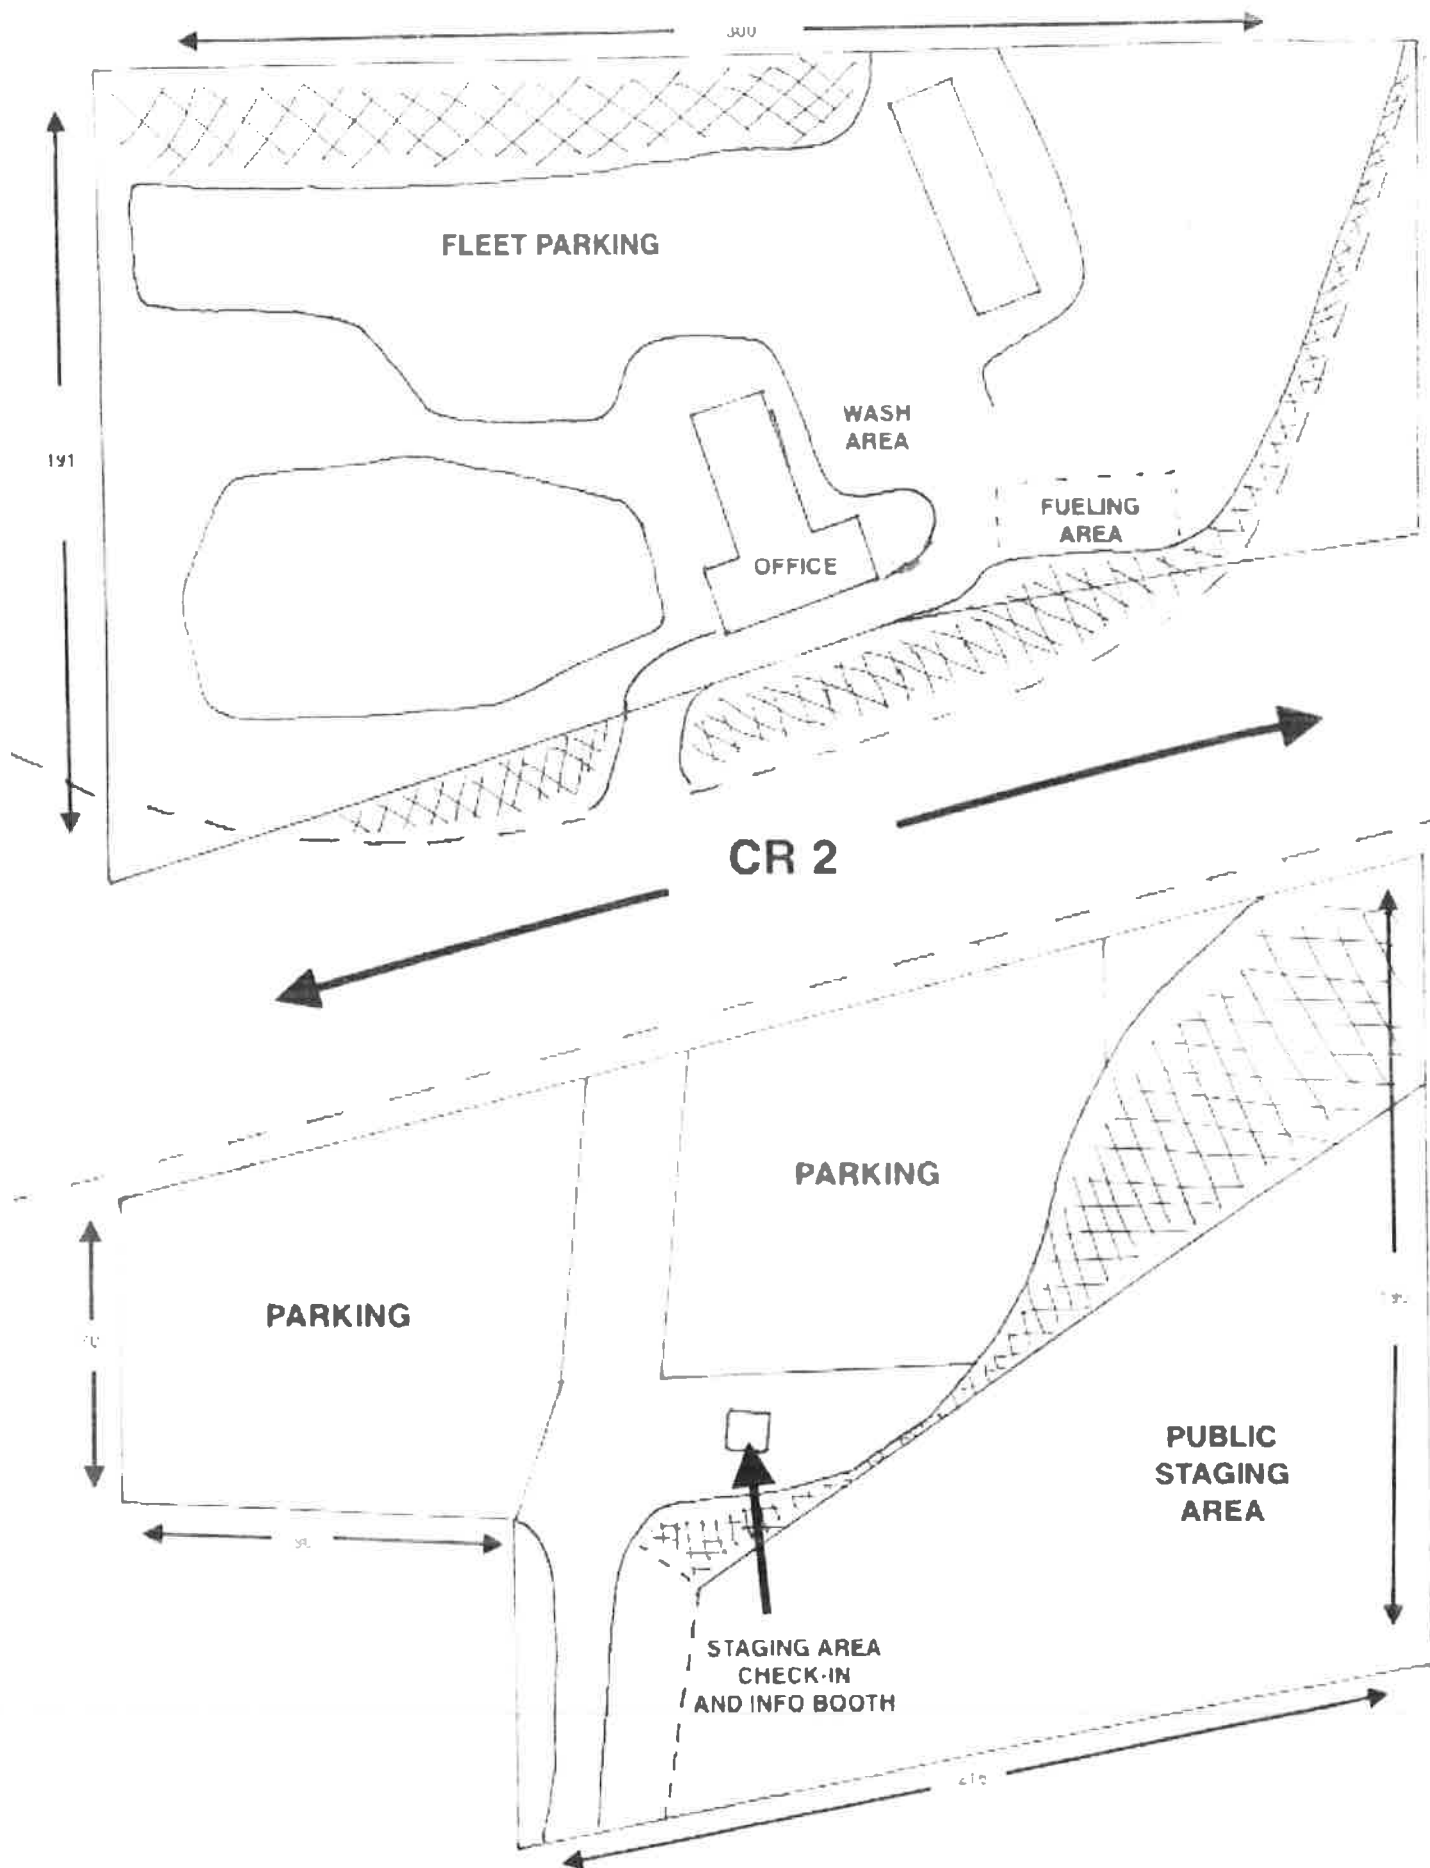 300
FLEET PARKING
WASH
AREA
191
FUELING
AREA
OFFICE
CR 2
PARKING
PARKING
PUBLIC
STAGING
AREA
STAGING AREA
CHECK-IN
AND INFO BOOTH